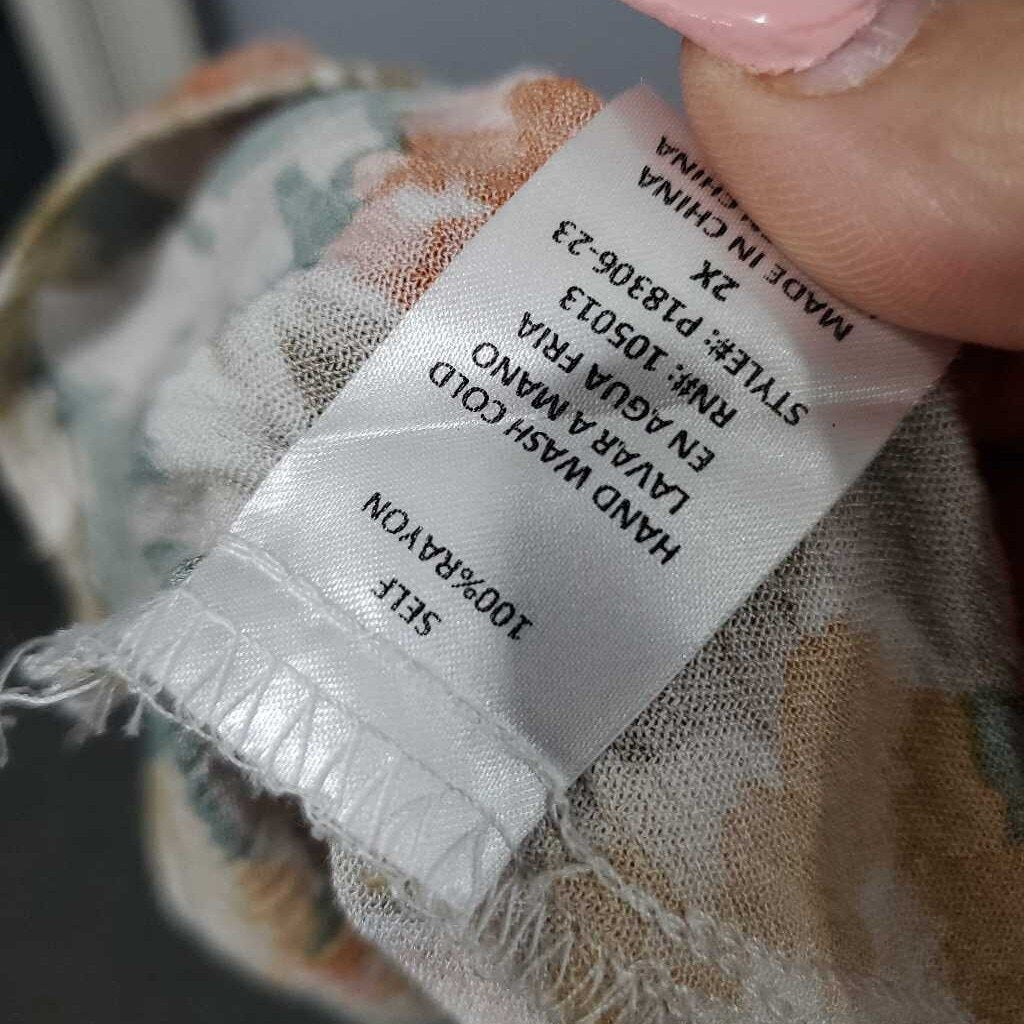 SELF
100%RAYON
HAND WASH COLD
LAVAR A MANO
EN AGUA FRIA
RN#: 105013
STYLE#: P18306-23
2X
MADE IN CHINA
CHINA